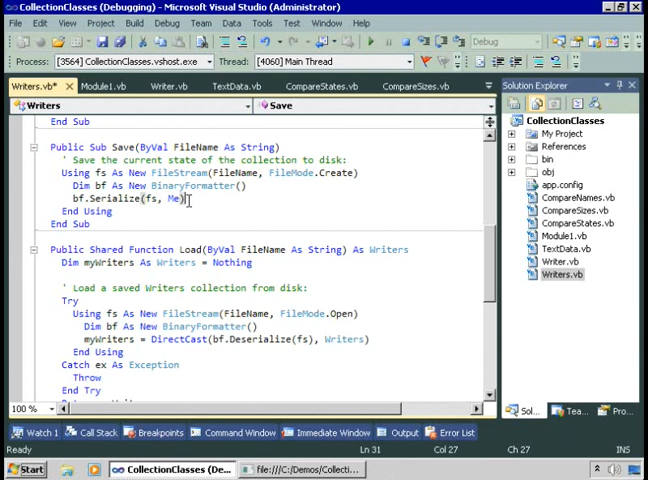 CollectionClasses (Debugging) - Microsoft Visual Studio (Administrator)
File Edit View Project Build Debug Team Data Tools Test Window Help
Debug
Process: [3564] CollectionClasses.vshost.exe Thread: [4060] Main Thread
Writers.vb* Module1.vb Writer.vb TextData.vb CompareStates.vb CompareSizes.vb
Writers Save
End Sub
Public Sub Save(ByVal FileName As String)
' Save the current state of the collection to disk:
Using fs As New FileStream(FileName, FileMode.Create)
Dim bf As New BinaryFormatter()
bf.Serialize(fs, Me)
End Using
End Sub
Public Shared Function Load(ByVal FileName As String) As Writers
Dim myWriters As Writers = Nothing
' Load a saved Writers collection from disk:
Try
Using fs As New FileStream(FileName, FileMode.Open)
Dim bf As New BinaryFormatter()
myWriters = DirectCast(bf.Deserialize(fs), Writers)
End Using
Catch ex As Exception
Throw
End Try
100 %
Solution Explorer
CollectionClasses
My Project
References
bin
obj
app.config
CompareNames.vb
CompareSizes.vb
CompareStates.vb
Module1.vb
TextData.vb
Writer.vb
Writers.vb
Sol... Tea... Pro...
Watch 1 Call Stack Breakpoints Command Window Immediate Window Output Error List
Ready Ln 31 Col 27 Ch 27 INS
Start CollectionClasses (De... file:///C:/Demos/Collecti...